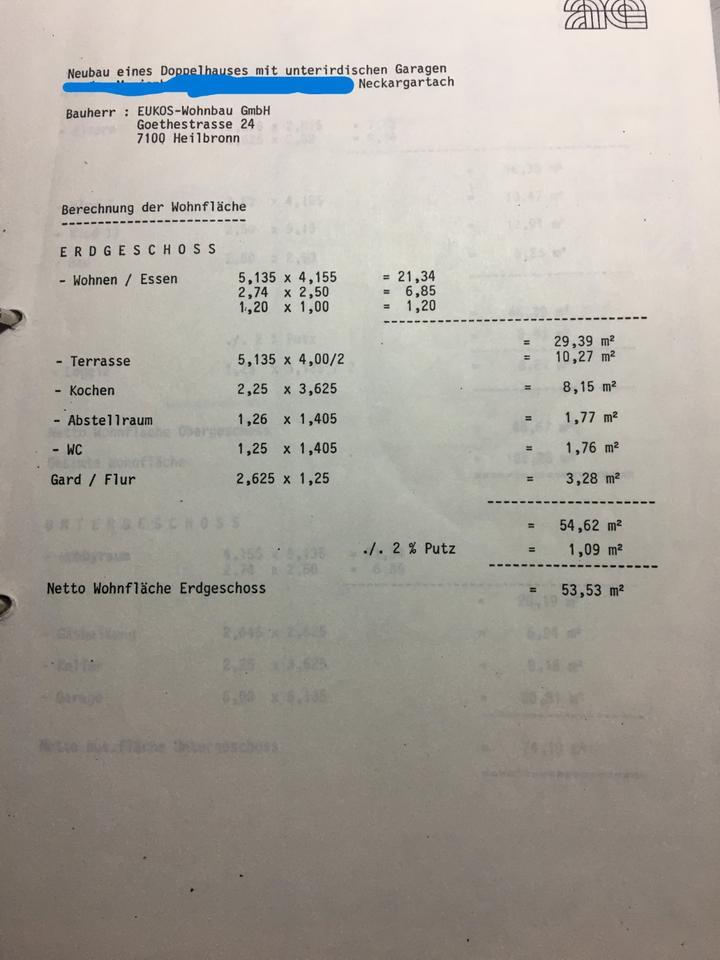 ae
Neubau eines Doppelhauses mit unterirdischen Garagen
Neckargartach
Bauherr : EUKOS-Wohnbau GmbH
Goethestrasse 24
7100 Heilbronn
Berechnung der Wohnfläche
E R D G E S C H O S S
- Wohnen / Essen 5,135 x 4,155 = 21,34
2,74 x 2,50 = 6,85
1,20 x 1,00 = 1,20
= 29,39 m²
- Terrasse 5,135 x 4,00/2 = 10,27 m²
- Kochen 2,25 x 3,625 = 8,15 m²
- Abstellraum 1,26 x 1,405 = 1,77 m²
- WC 1,25 x 1,405 = 1,76 m²
Gard / Flur 2,625 x 1,25 = 3,28 m²
= 54,62 m²
./. 2 % Putz = 1,09 m²
Netto Wohnfläche Erdgeschoss = 53,53 m²